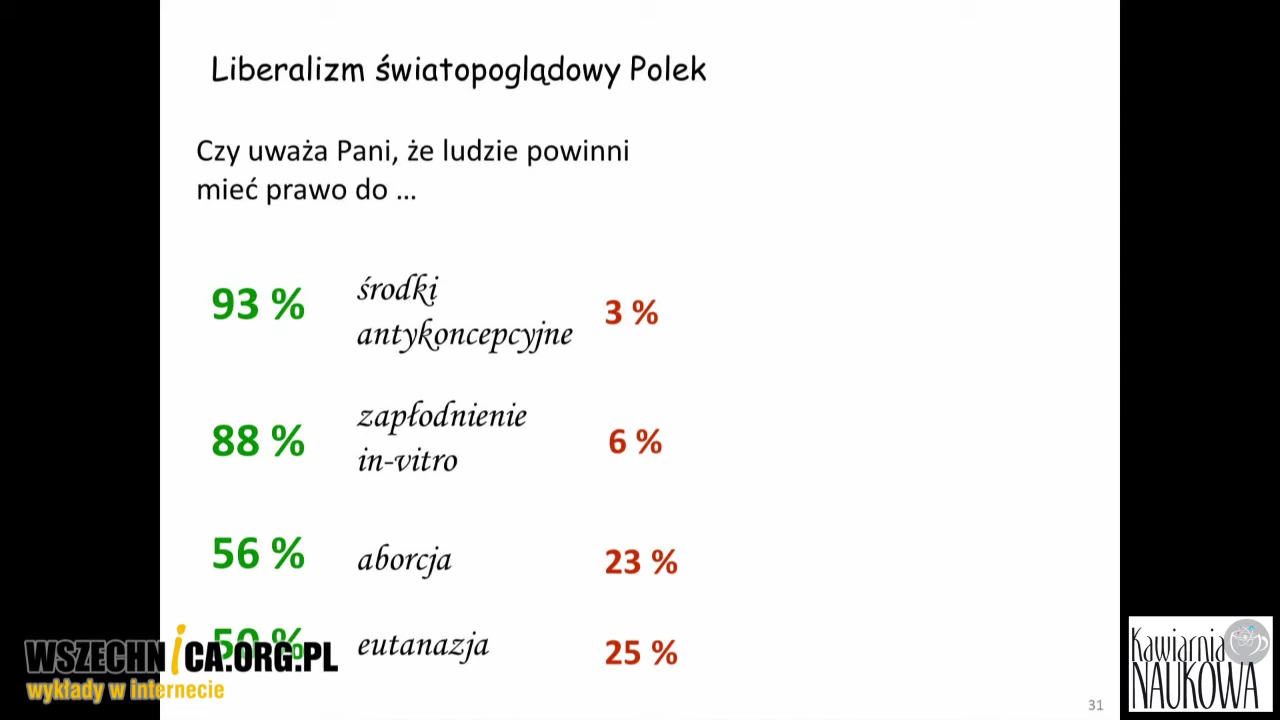 Liberalizm światopoglądowy Polek
Czy uważa Pani, że ludzie powinni
mieć prawo do ...
93 % środki antykoncepcyjne 3 %
88 % zapłodnienie in-vitro 6 %
56 % aborcja 23 %
50 % eutanazja 25 %
WSZECHNiCA.ORG.PL
wykłady w internecie
31
Kawiarnia
NAUKOWA